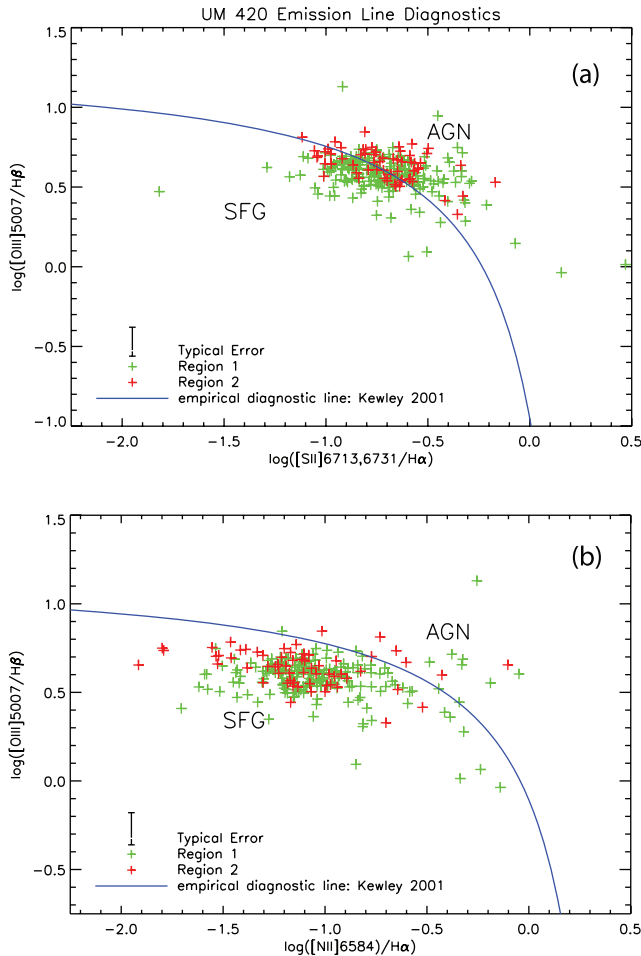 UM 420 Emission Line Diagnostics
(a)
1.5
1.0
0.5
0.0
−0.5
−1.0
log([OIII]5007/Hβ)
AGN
SFG
Typical Error
Region 1
Region 2
empirical diagnostic line: Kewley 2001
−2.0 −1.5 −1.0 −0.5 0.0 0.5
log([SII]6713,6731/Hα)
(b)
1.5
1.0
0.5
0.0
−0.5
log([OIII]5007/Hβ)
AGN
SFG
Typical Error
Region 1
Region 2
empirical diagnostic line: Kewley 2001
−2.0 −1.5 −1.0 −0.5 0.0 0.5
log([NII]6584)/Hα)